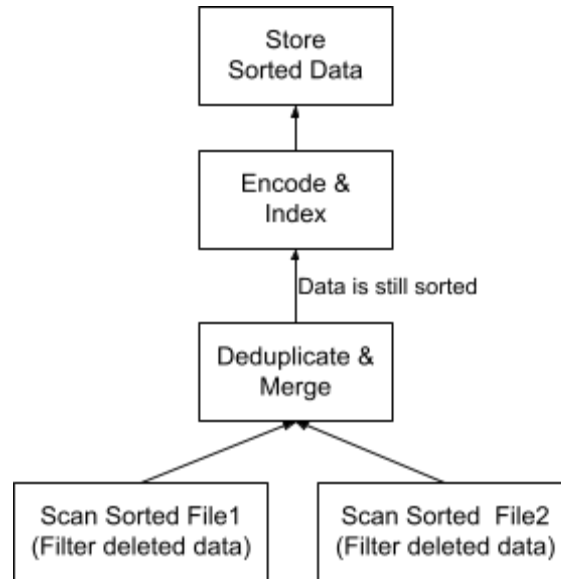 Store
Sorted Data
Encode &
Index
Data is still sorted
Deduplicate &
Merge
Scan Sorted File1
(Filter deleted data)
Scan Sorted File2
(Filter deleted data)